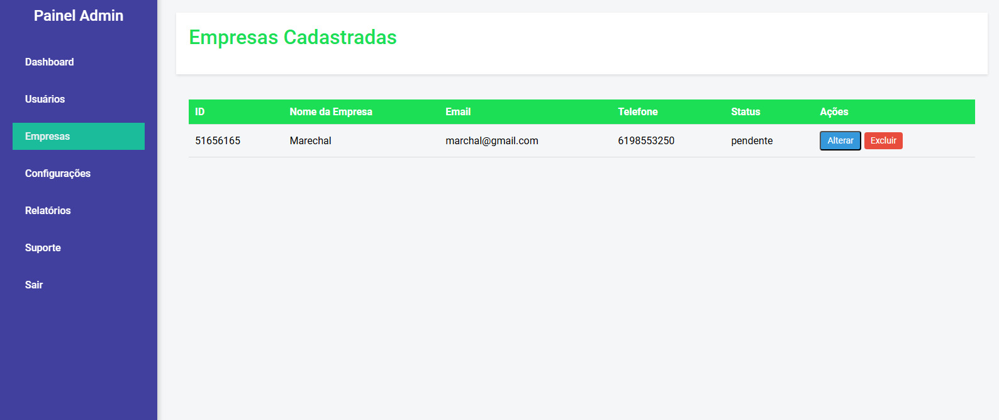 Painel Admin
Dashboard
Usuários
Empresas
Configurações
Relatórios
Suporte
Sair
Empresas Cadastradas
ID Nome da Empresa Email Telefone Status Ações
51656165 Marechal marchal@gmail.com 6198553250 pendente Alterar Excluir